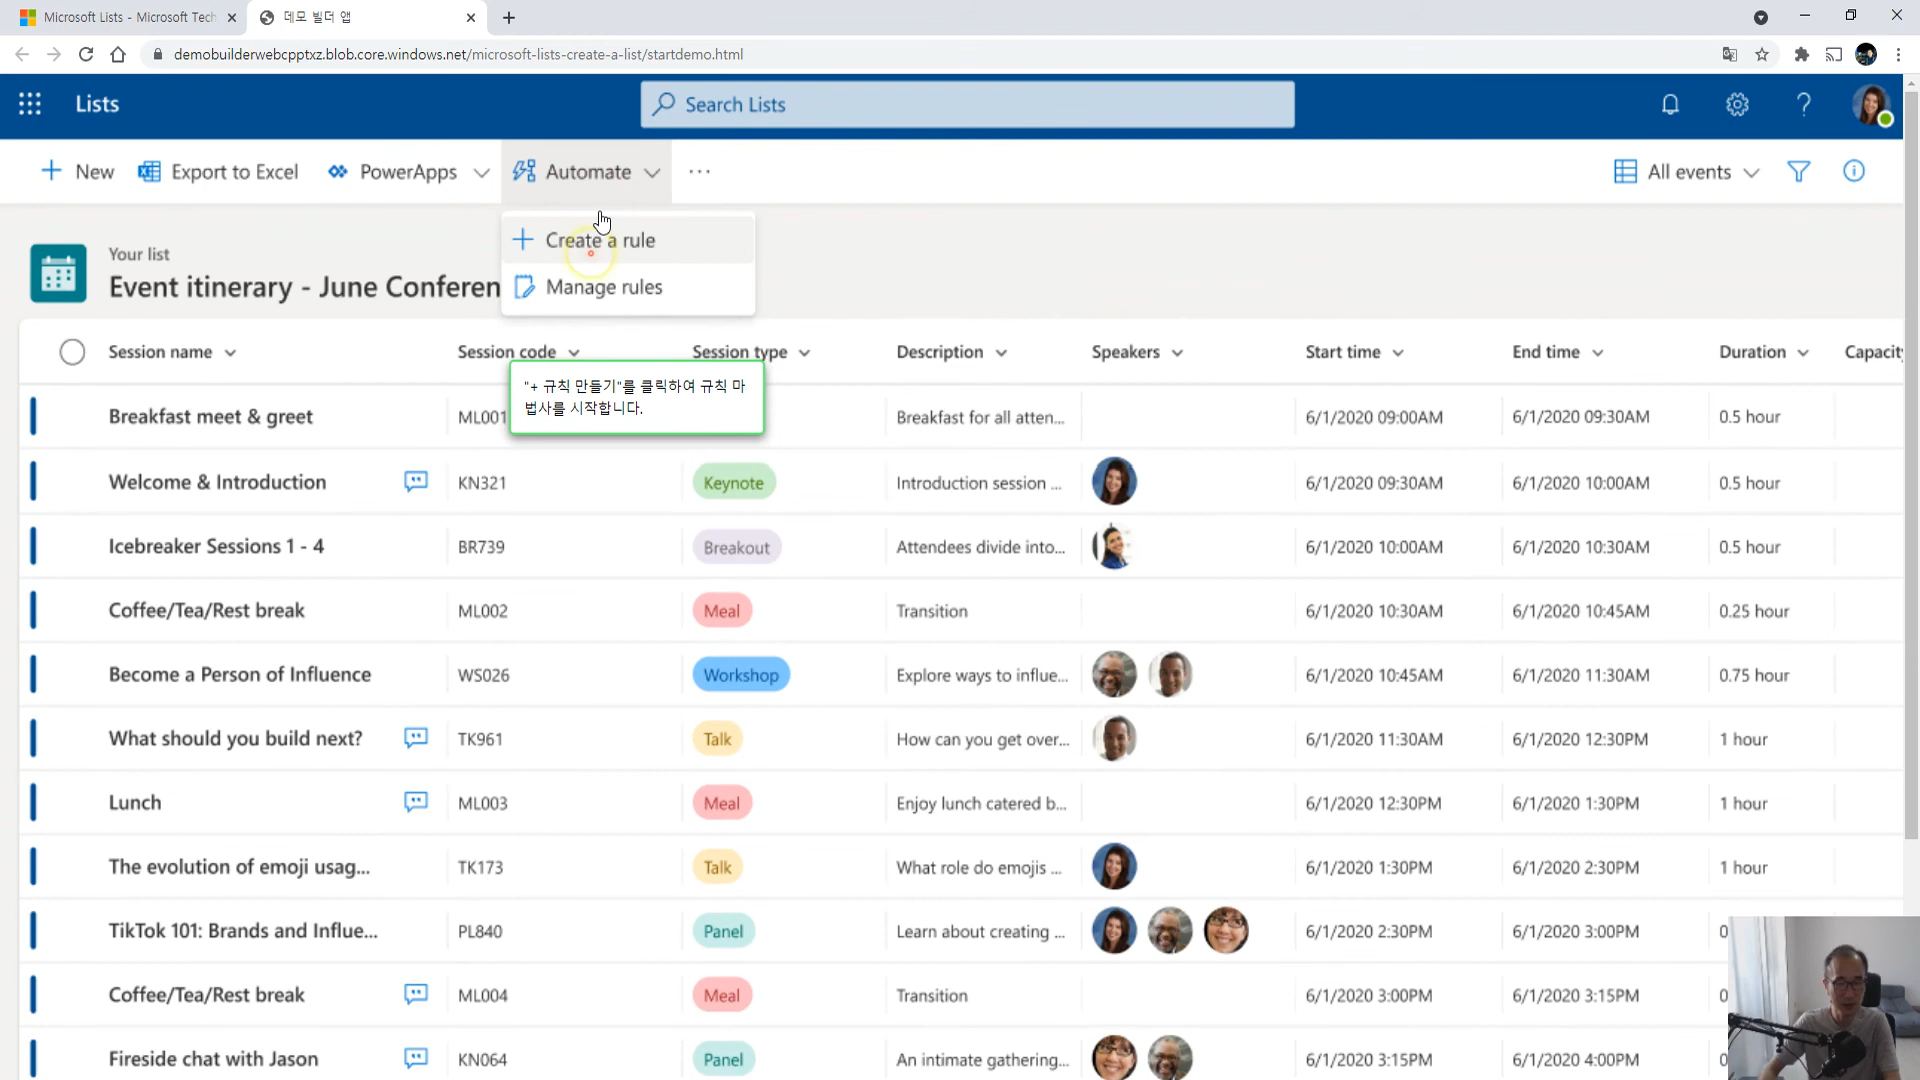 Microsoft Lists - Microsoft Tech
데모 빌더 앱
demobuilderwebcpptxz.blob.core.windows.net/microsoft-lists-create-a-list/startdemo.html
Lists
Search Lists
New
Export to Excel
PowerApps
Automate
All events
Create a rule
Manage rules
Your list
Event itinerary - June Conferen
"+ 규칙 만들기"를 클릭하여 규칙 마
법사를 시작합니다.
Session name Session code Session type Description Speakers Start time End time Duration Capacity
Breakfast meet & greet ML001 Breakfast for all atten... 6/1/2020 09:00AM 6/1/2020 09:30AM 0.5 hour
Welcome & Introduction KN321 Keynote Introduction session ... 6/1/2020 09:30AM 6/1/2020 10:00AM 0.5 hour
Icebreaker Sessions 1 - 4 BR739 Breakout Attendees divide into... 6/1/2020 10:00AM 6/1/2020 10:30AM 0.5 hour
Coffee/Tea/Rest break ML002 Meal Transition 6/1/2020 10:30AM 6/1/2020 10:45AM 0.25 hour
Become a Person of Influence WS026 Workshop Explore ways to influe... 6/1/2020 10:45AM 6/1/2020 11:30AM 0.75 hour
What should you build next? TK961 Talk How can you get over... 6/1/2020 11:30AM 6/1/2020 12:30PM 1 hour
Lunch ML003 Meal Enjoy lunch catered b... 6/1/2020 12:30PM 6/1/2020 1:30PM 1 hour
The evolution of emoji usag... TK173 Talk What role do emojis ... 6/1/2020 1:30PM 6/1/2020 2:30PM 1 hour
TikTok 101: Brands and Influe... PL840 Panel Learn about creating ... 6/1/2020 2:30PM 6/1/2020 3:00PM 0
Coffee/Tea/Rest break ML004 Meal Transition 6/1/2020 3:00PM 6/1/2020 3:15PM 0
Fireside chat with Jason KN064 Panel An intimate gathering... 6/1/2020 3:15PM 6/1/2020 4:00PM 0